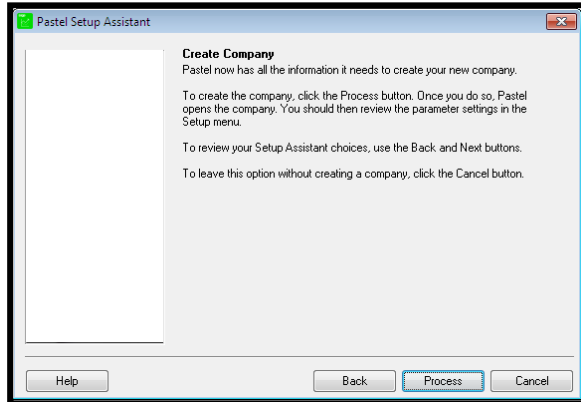 Pastel Setup Assistant
Create Company
Pastel now has all the information it needs to create your new company.
To create the company, click the Process button. Once you do so, Pastel
opens the company. You should then review the parameter settings in the
Setup menu.
To review your Setup Assistant choices, use the Back and Next buttons.
To leave this option without creating a company, click the Cancel button.
Help
Back
Process
Cancel